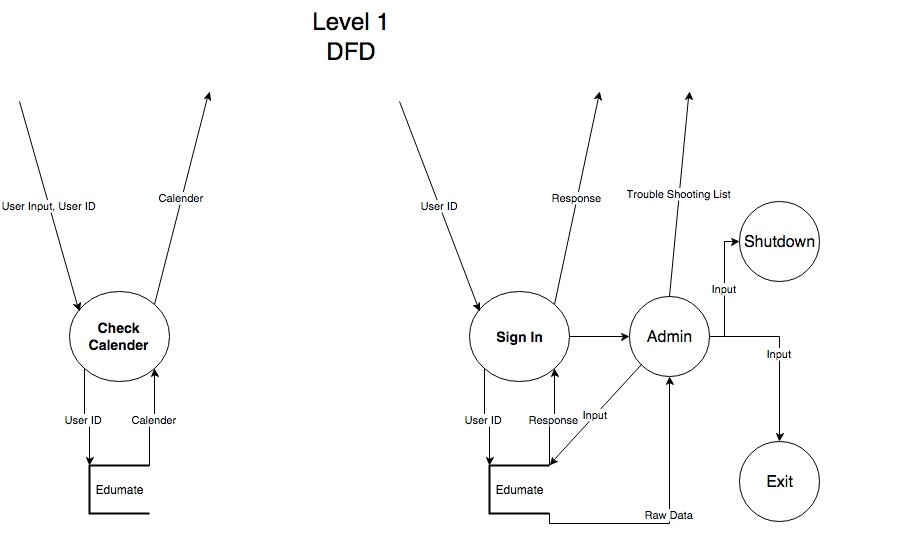 Level 1
DFD
User Input, User ID
Calender
User ID
Response
Trouble Shooting List
Shutdown
Input
Check
Calender
Sign In
Admin
Input
User ID
Calender
User ID
Response
Input
Edumate
Edumate
Exit
Raw Data